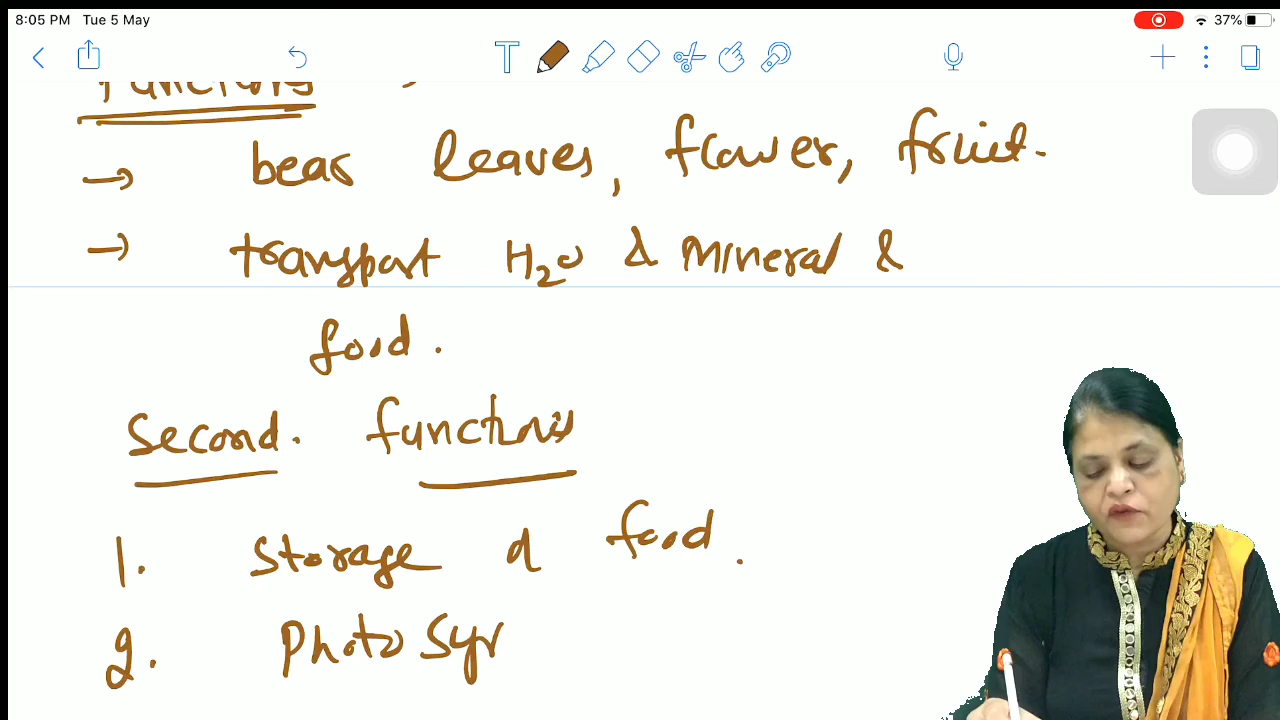 8:05 PM Tue 5 May
37%
T
Functions
→ bear leaves, flower, fruit.
→ transport H₂O & Mineral &
food.
Second. functions
1. Storage of food.
2. PhotoSyn